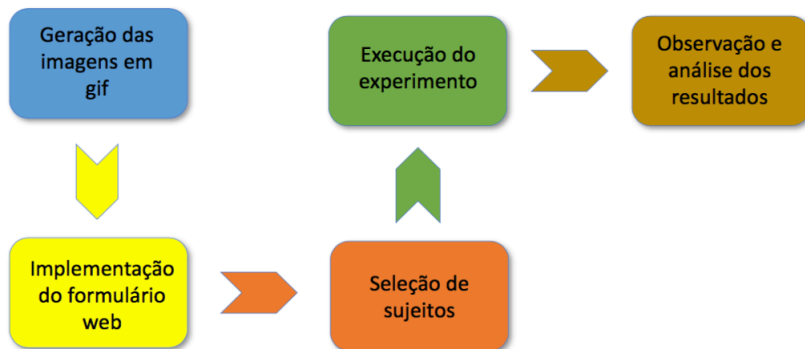 Geração das
imagens em
gif
Implementação
do formulário
web
Seleção de
sujeitos
Execução do
experimento
Observação e
análise dos
resultados